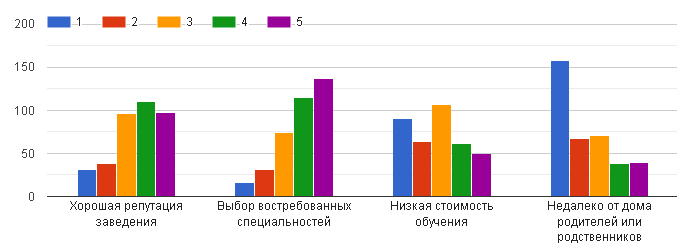 200
1 2 3 4 5
150
100
50
0
Хорошая репутация
заведения
Выбор востребованных
специальностей
Низкая стоимость
обучения
Недалеко от дома
родителей или
родственников